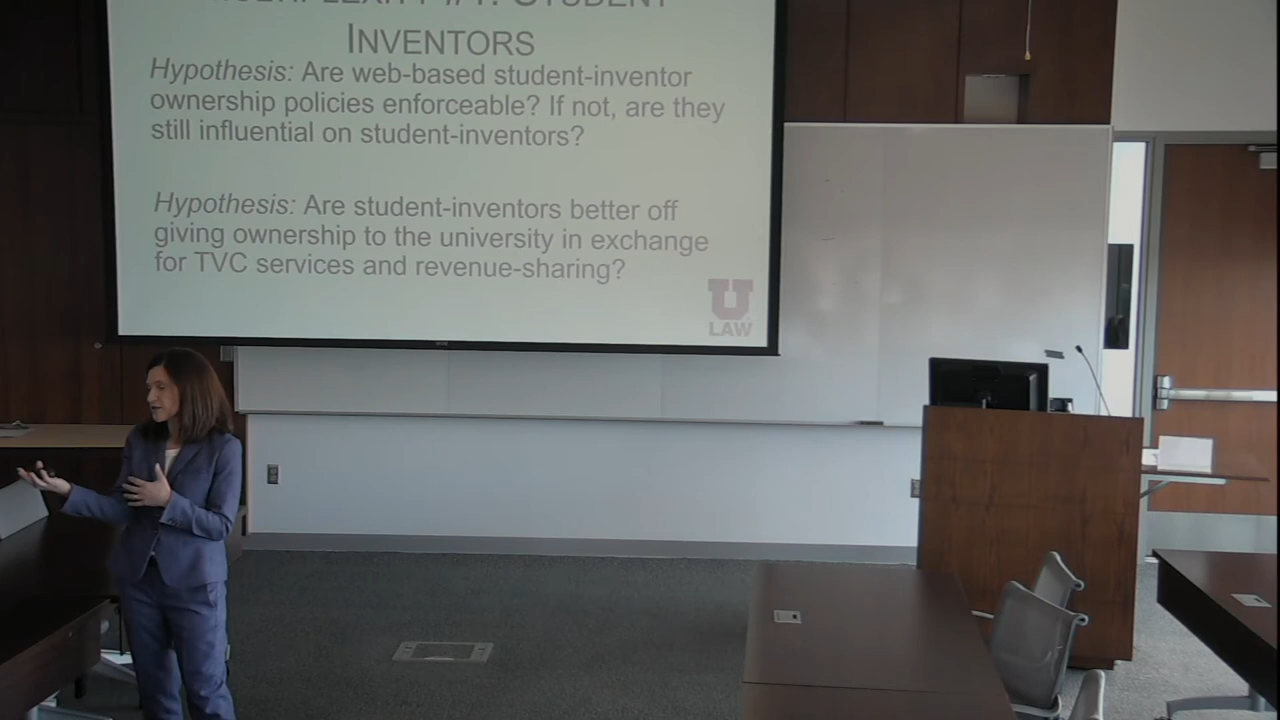 STUDENT
INVENTORS
Hypothesis: Are web-based student-inventor
ownership policies enforceable? If not, are they
still influential on student-inventors?
Hypothesis: Are student-inventors better off
giving ownership to the university in exchange
for TVC services and revenue-sharing?
U
LAW